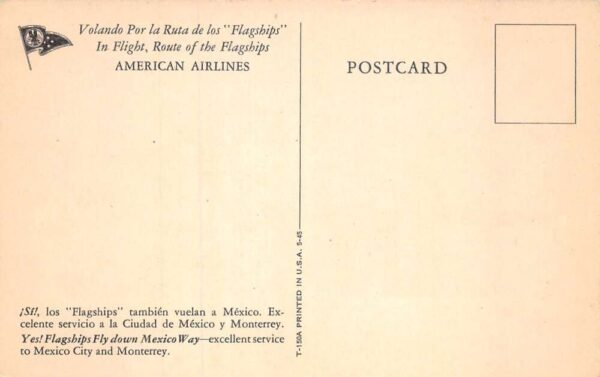 Volando Por la Ruta de los "Flagships"
In Flight, Route of the Flagships
AMERICAN AIRLINES
POSTCARD
¡Sí!, los "Flagships" también vuelan a México. Ex-
celente servicio a la Ciudad de México y Monterrey.
Yes! Flagships Fly down Mexico Way—excellent service
to Mexico City and Monterrey.
T-150A PRINTED IN U.S.A. 5-45